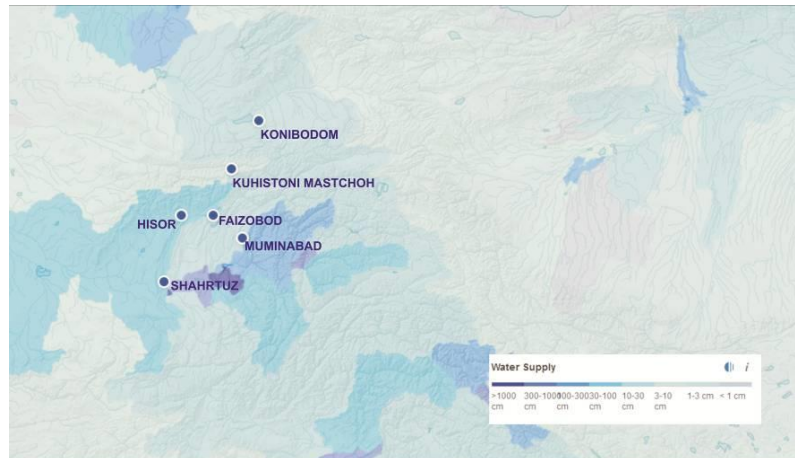 KONIBODOM
KUHISTONI MASTCHOH
HISOR
FAIZOBOD
MUMINABAD
SHAHRTUZ
Water Supply i
>1000 300-1000 100-300 30-100 10-30 3-10 1-3 cm < 1 cm
cm cm cm cm cm cm